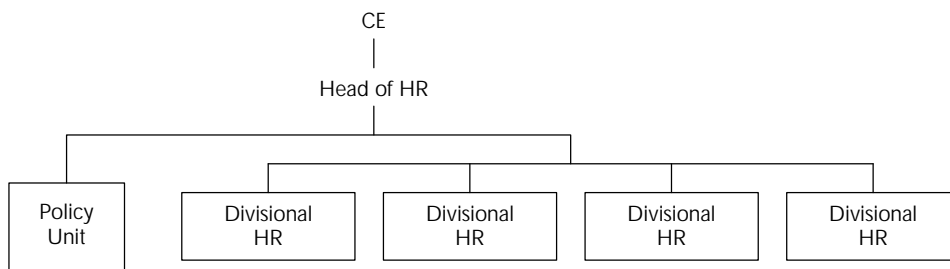 CE
Head of HR
Policy
Unit
Divisional
HR
Divisional
HR
Divisional
HR
Divisional
HR